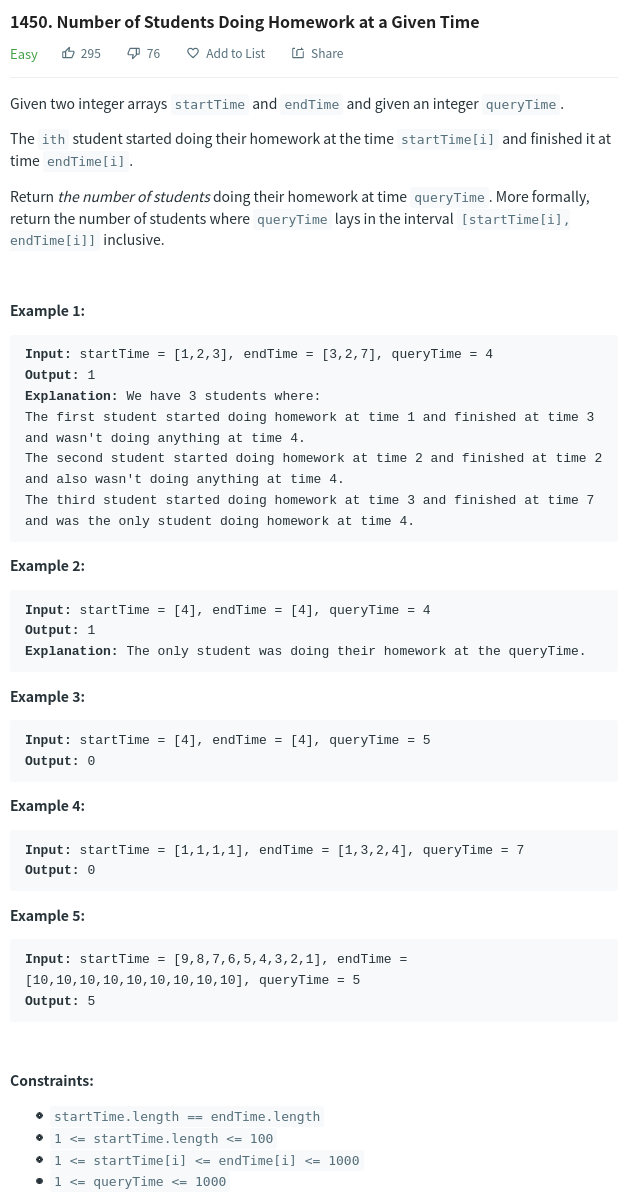 1450. Number of Students Doing Homework at a Given Time
Easy 295 76 Add to List Share
Given two integer arrays startTime and endTime and given an integer queryTime.
The ith student started doing their homework at the time startTime[i] and finished it at
time endTime[i].
Return the number of students doing their homework at time queryTime. More formally,
return the number of students where queryTime lays in the interval [startTime[i],
endTime[i]] inclusive.
Example 1:
Input: startTime = [1,2,3], endTime = [3,2,7], queryTime = 4
Output: 1
Explanation: We have 3 students where:
The first student started doing homework at time 1 and finished at time 3
and wasn't doing anything at time 4.
The second student started doing homework at time 2 and finished at time 2
and also wasn't doing anything at time 4.
The third student started doing homework at time 3 and finished at time 7
and was the only student doing homework at time 4.
Example 2:
Input: startTime = [4], endTime = [4], queryTime = 4
Output: 1
Explanation: The only student was doing their homework at the queryTime.
Example 3:
Input: startTime = [4], endTime = [4], queryTime = 5
Output: 0
Example 4:
Input: startTime = [1,1,1,1], endTime = [1,3,2,4], queryTime = 7
Output: 0
Example 5:
Input: startTime = [9,8,7,6,5,4,3,2,1], endTime =
[10,10,10,10,10,10,10,10,10], queryTime = 5
Output: 5
Constraints:
startTime.length == endTime.length
1 <= startTime.length <= 100
1 <= startTime[i] <= endTime[i] <= 1000
1 <= queryTime <= 1000